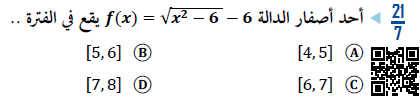 21/7 ◄ أحد أصفار الدالة f(x) = √(x² − 6) − 6 يقع في الفترة ..
[4, 5] Ⓐ [5, 6] Ⓑ
[6, 7] Ⓒ [7, 8] Ⓓ